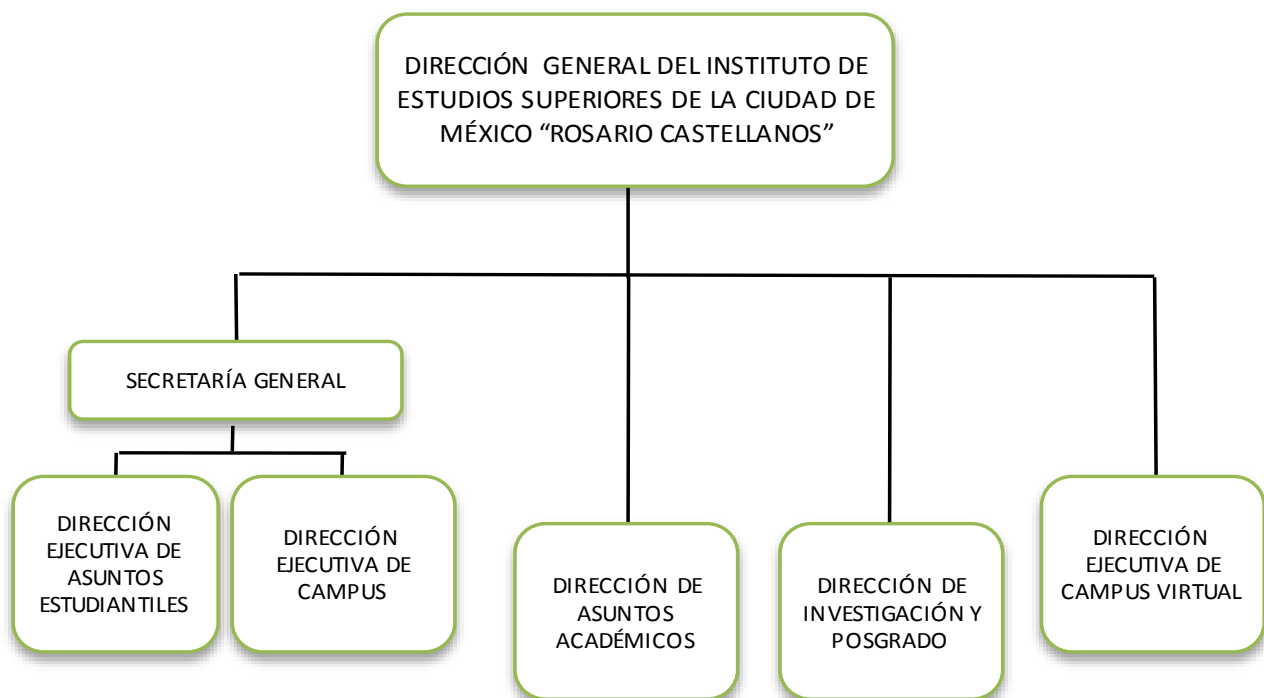 DIRECCIÓN GENERAL DEL INSTITUTO DE
ESTUDIOS SUPERIORES DE LA CIUDAD DE
MÉXICO “ROSARIO CASTELLANOS”
SECRETARÍA GENERAL
DIRECCIÓN
EJECUTIVA DE
ASUNTOS
ESTUDIANTILES
DIRECCIÓN
EJECUTIVA DE
CAMPUS
DIRECCIÓN DE
ASUNTOS
ACADÉMICOS
DIRECCIÓN DE
INVESTIGACIÓN Y
POSGRADO
DIRECCIÓN
EJECUTIVA DE
CAMPUS VIRTUAL